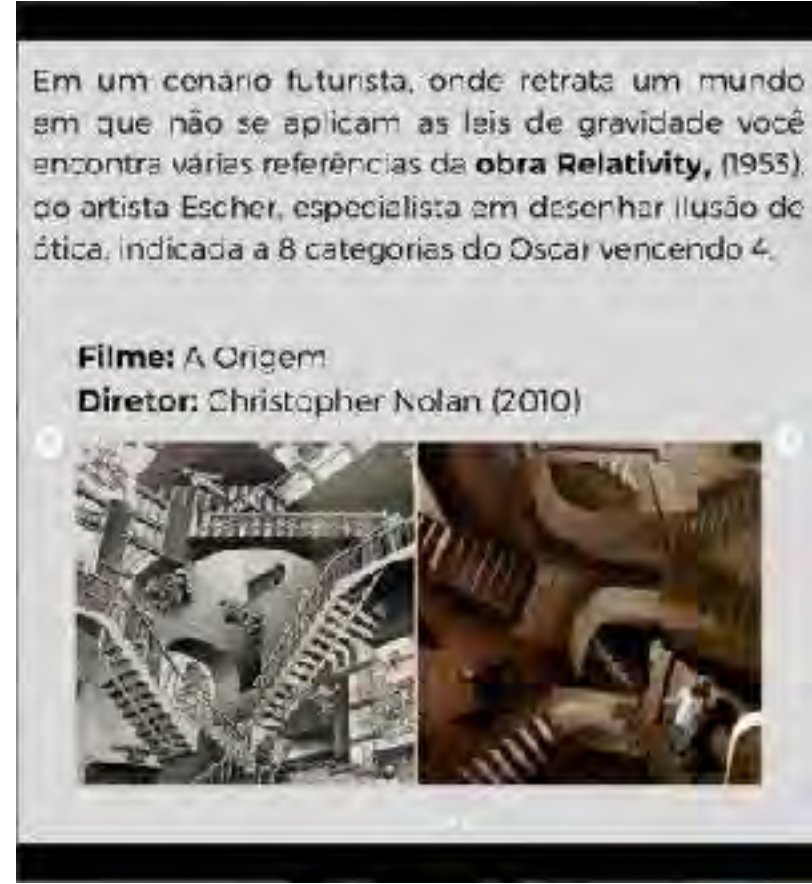 Em um cenário futurista, onde retrata um mundo
em que não se aplicam as leis de gravidade você
encontra várias referências da obra Relativity, (1953),
do artista Escher, especialista em desenhar ilusão de
ótica, indicada a 8 categorias do Oscar vencendo 4.
Filme: A Origem
Diretor: Christopher Nolan (2010)